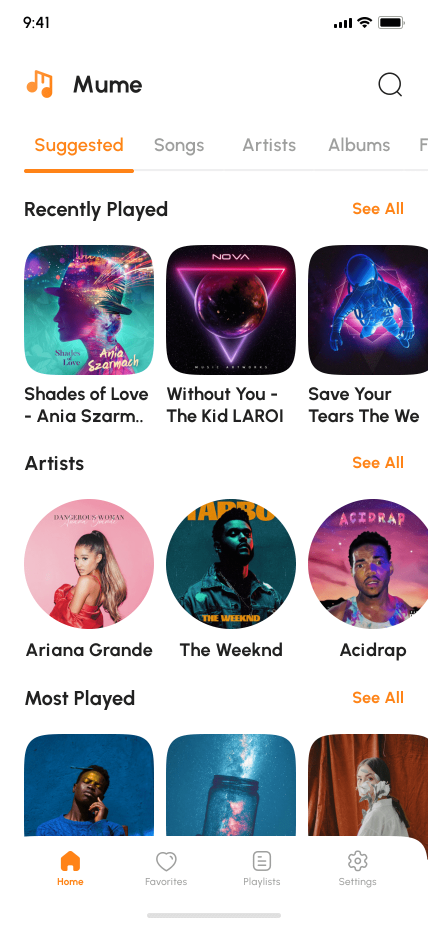 9:41
Mume
Suggested Songs Artists Albums F
Recently Played See All
Shades
of Love
Ania
Szarmach
NOVA
MUSIC ARTWORKS
Shades of Love
- Ania Szarm..
Without You -
The Kid LAROI
Save Your
Tears The We
Artists See All
DANGEROUS WOMAN
STARBO
THE WEEKND
ACIDRAP
Ariana Grande The Weeknd Acidrap
Most Played See All
Home Favorites Playlists Settings